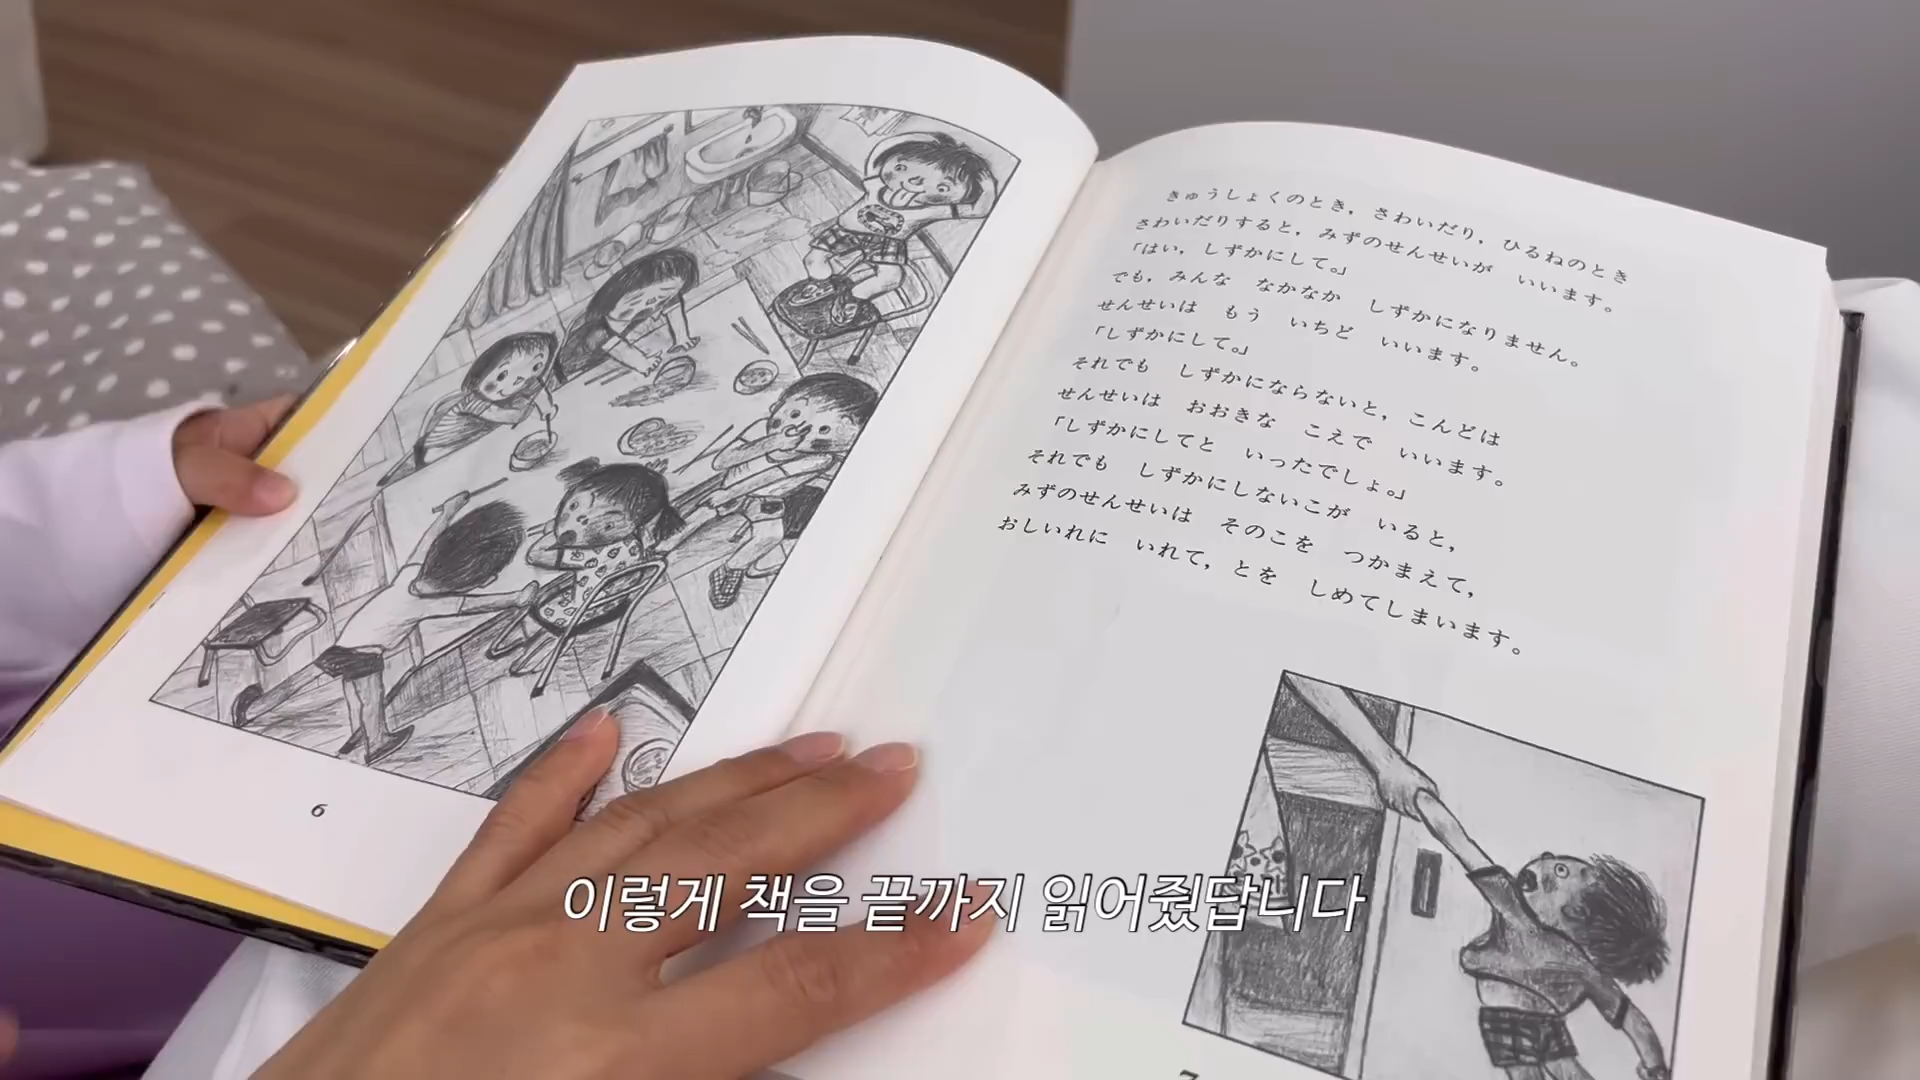 6
きゅうしょくのとき，さわいだり，ひるねのとき
さわいだりすると，みずのせんせいが　いいます。
「はい，しずかにして。」
でも，みんな　なかなか　しずかになりません。
せんせいは　もう　いちど　いいます。
「しずかにして。」
それでも　しずかにならないと，こんどは
せんせいは　おおきな　こえで　いいます。
「しずかにしてと　いったでしょ。」
それでも　しずかにしないこが　いると，
みずのせんせいは　そのこを　つかまえて，
おしいれに　いれて，とを　しめてしまいます。
7
이렇게 책을 끝까지 읽어줬답니다